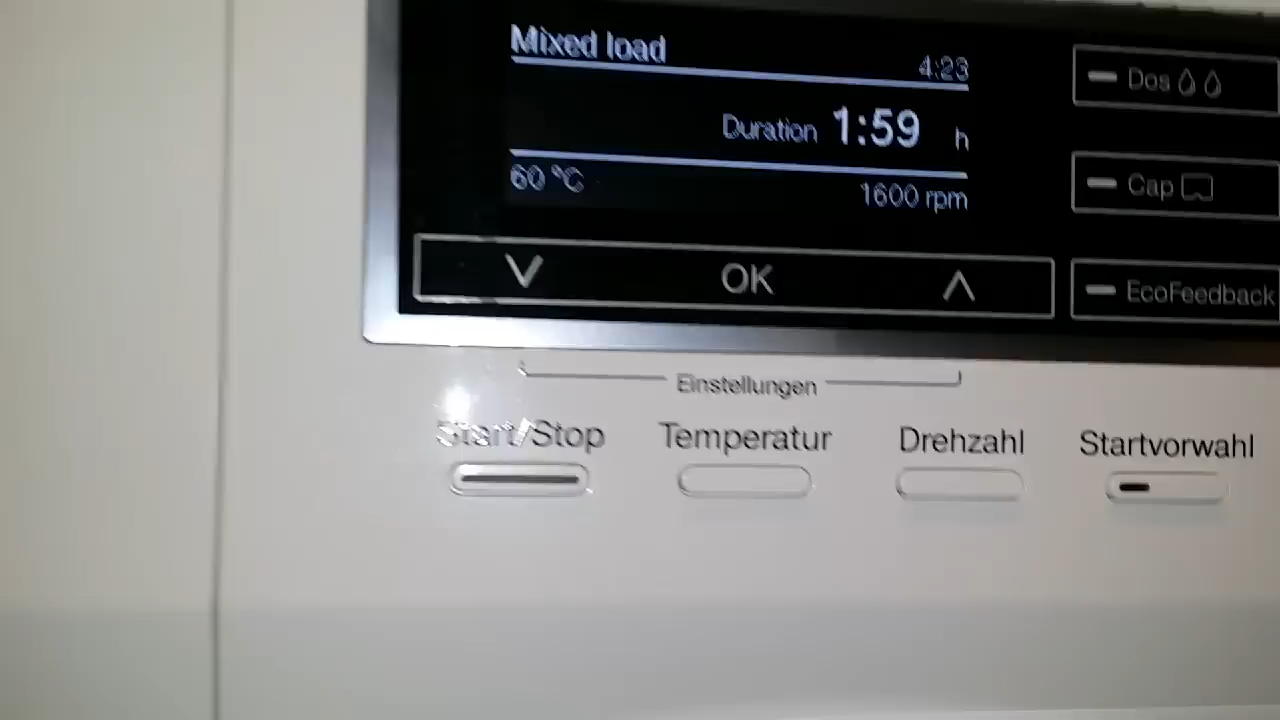 Mixed load
4:23
Duration 1:59 h
60 °C
1600 rpm
OK
Dos
Cap
EcoFeedback
Einstellungen
Start/Stop
Temperatur
Drehzahl
Startvorwahl